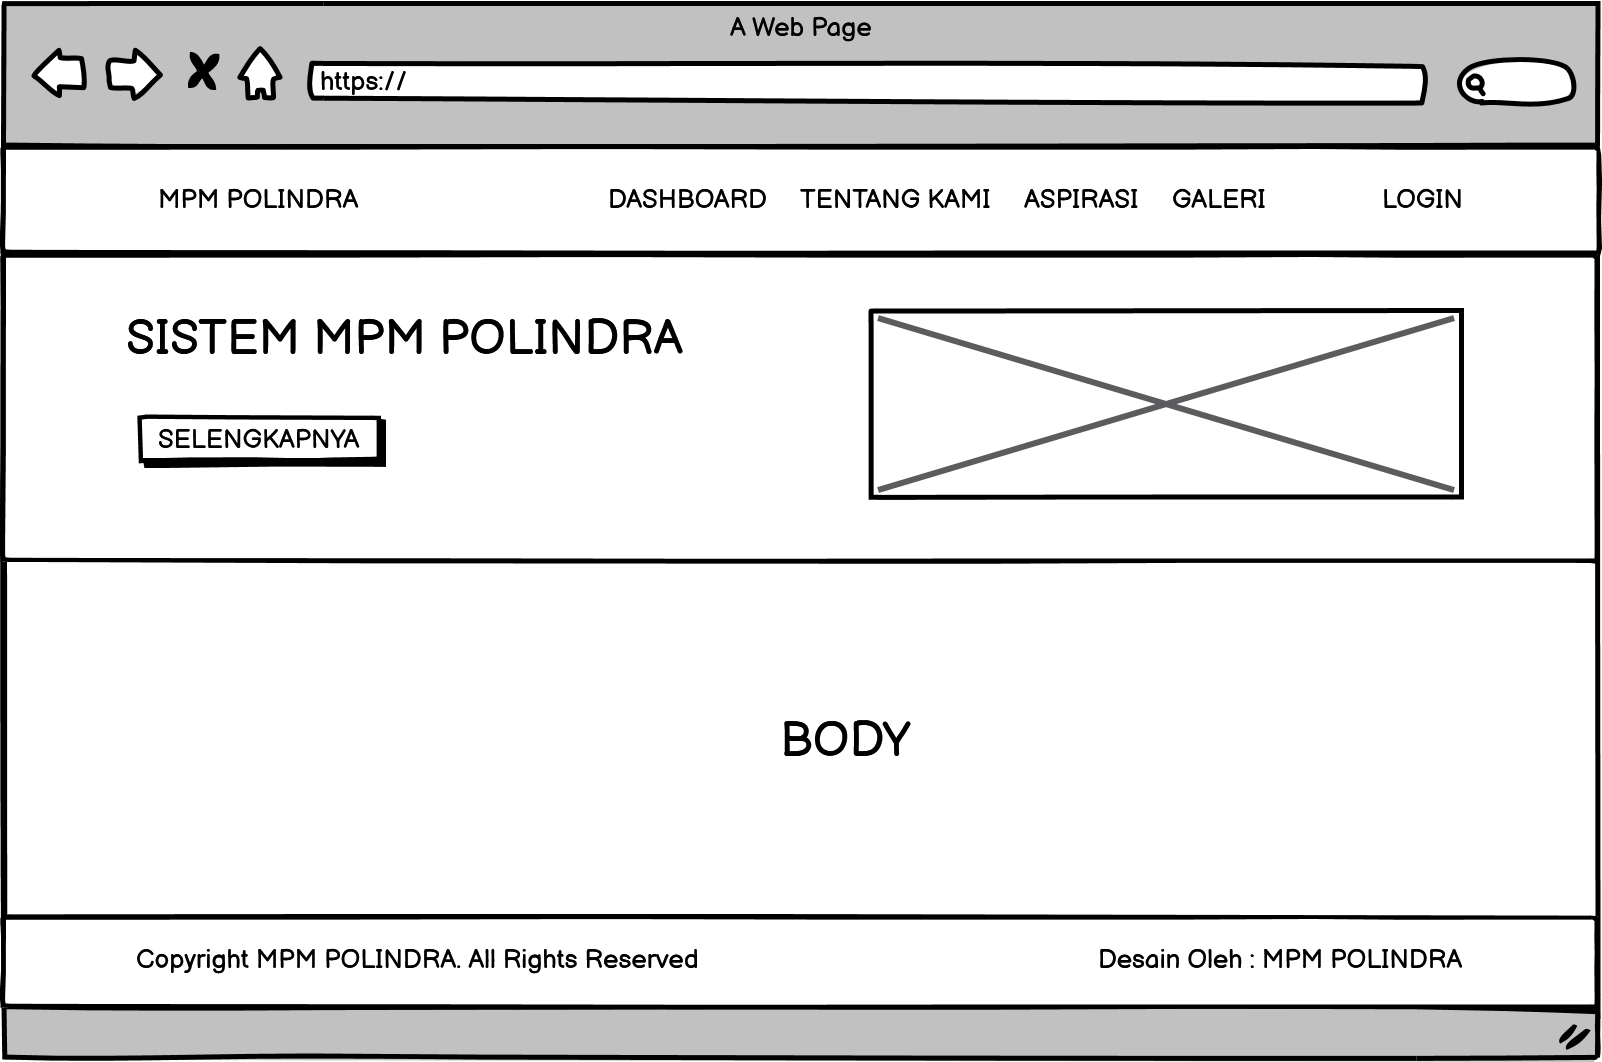 A Web Page
https://
MPM POLINDRA DASHBOARD TENTANG KAMI ASPIRASI GALERI LOGIN
SISTEM MPM POLINDRA
SELENGKAPNYA
BODY
Copyright MPM POLINDRA. All Rights Reserved Desain Oleh : MPM POLINDRA